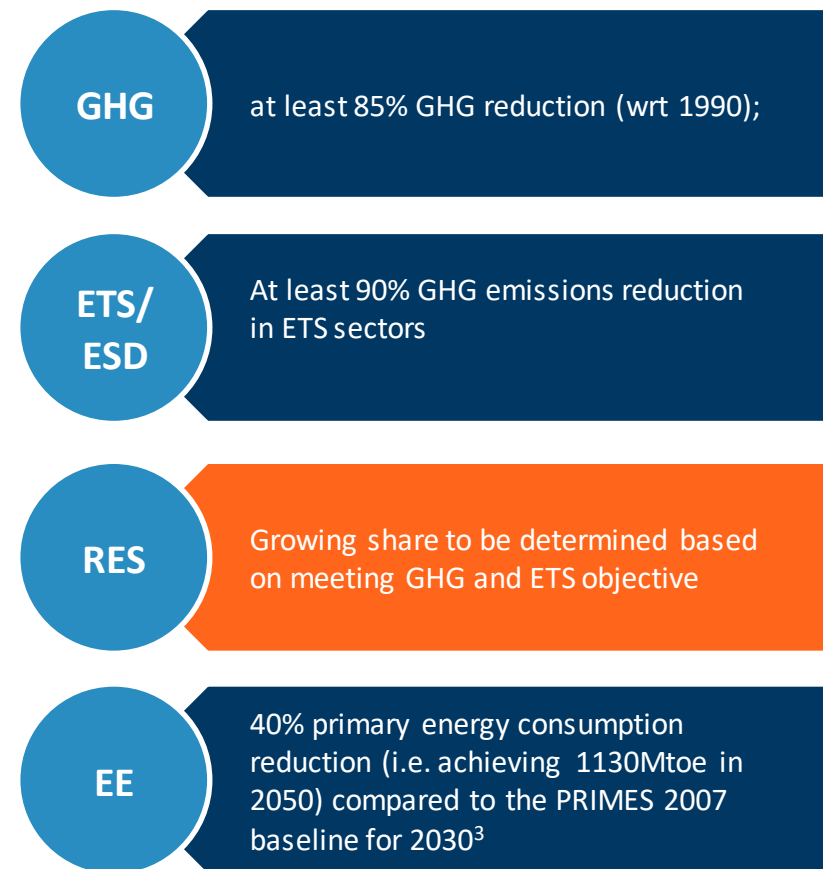 GHG
at least 85% GHG reduction (wrt 1990);
ETS/
ESD
At least 90% GHG emissions reduction
in ETS sectors
RES
Growing share to be determined based
on meeting GHG and ETS objective
EE
40% primary energy consumption
reduction (i.e. achieving 1130Mtoe in
2050) compared to the PRIMES 2007
baseline for 2030³